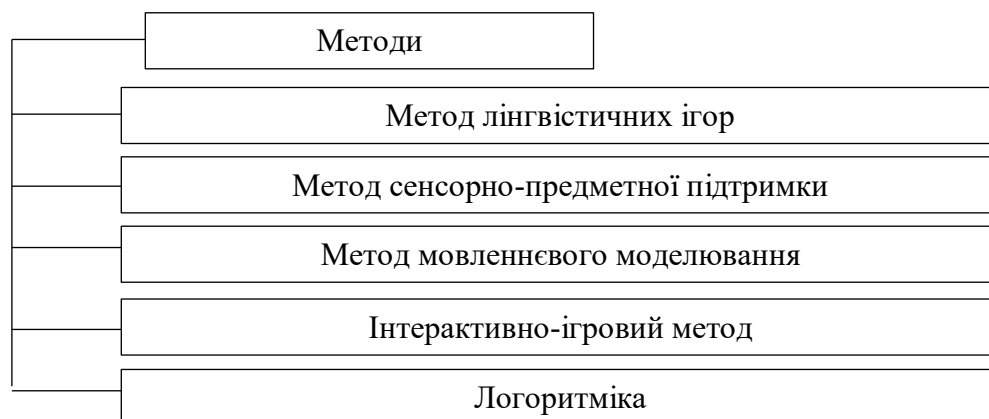 Методи
Метод лінгвістичних ігор
Метод сенсорно-предметної підтримки
Метод мовленнєвого моделювання
Інтерактивно-ігровий метод
Логоритміка